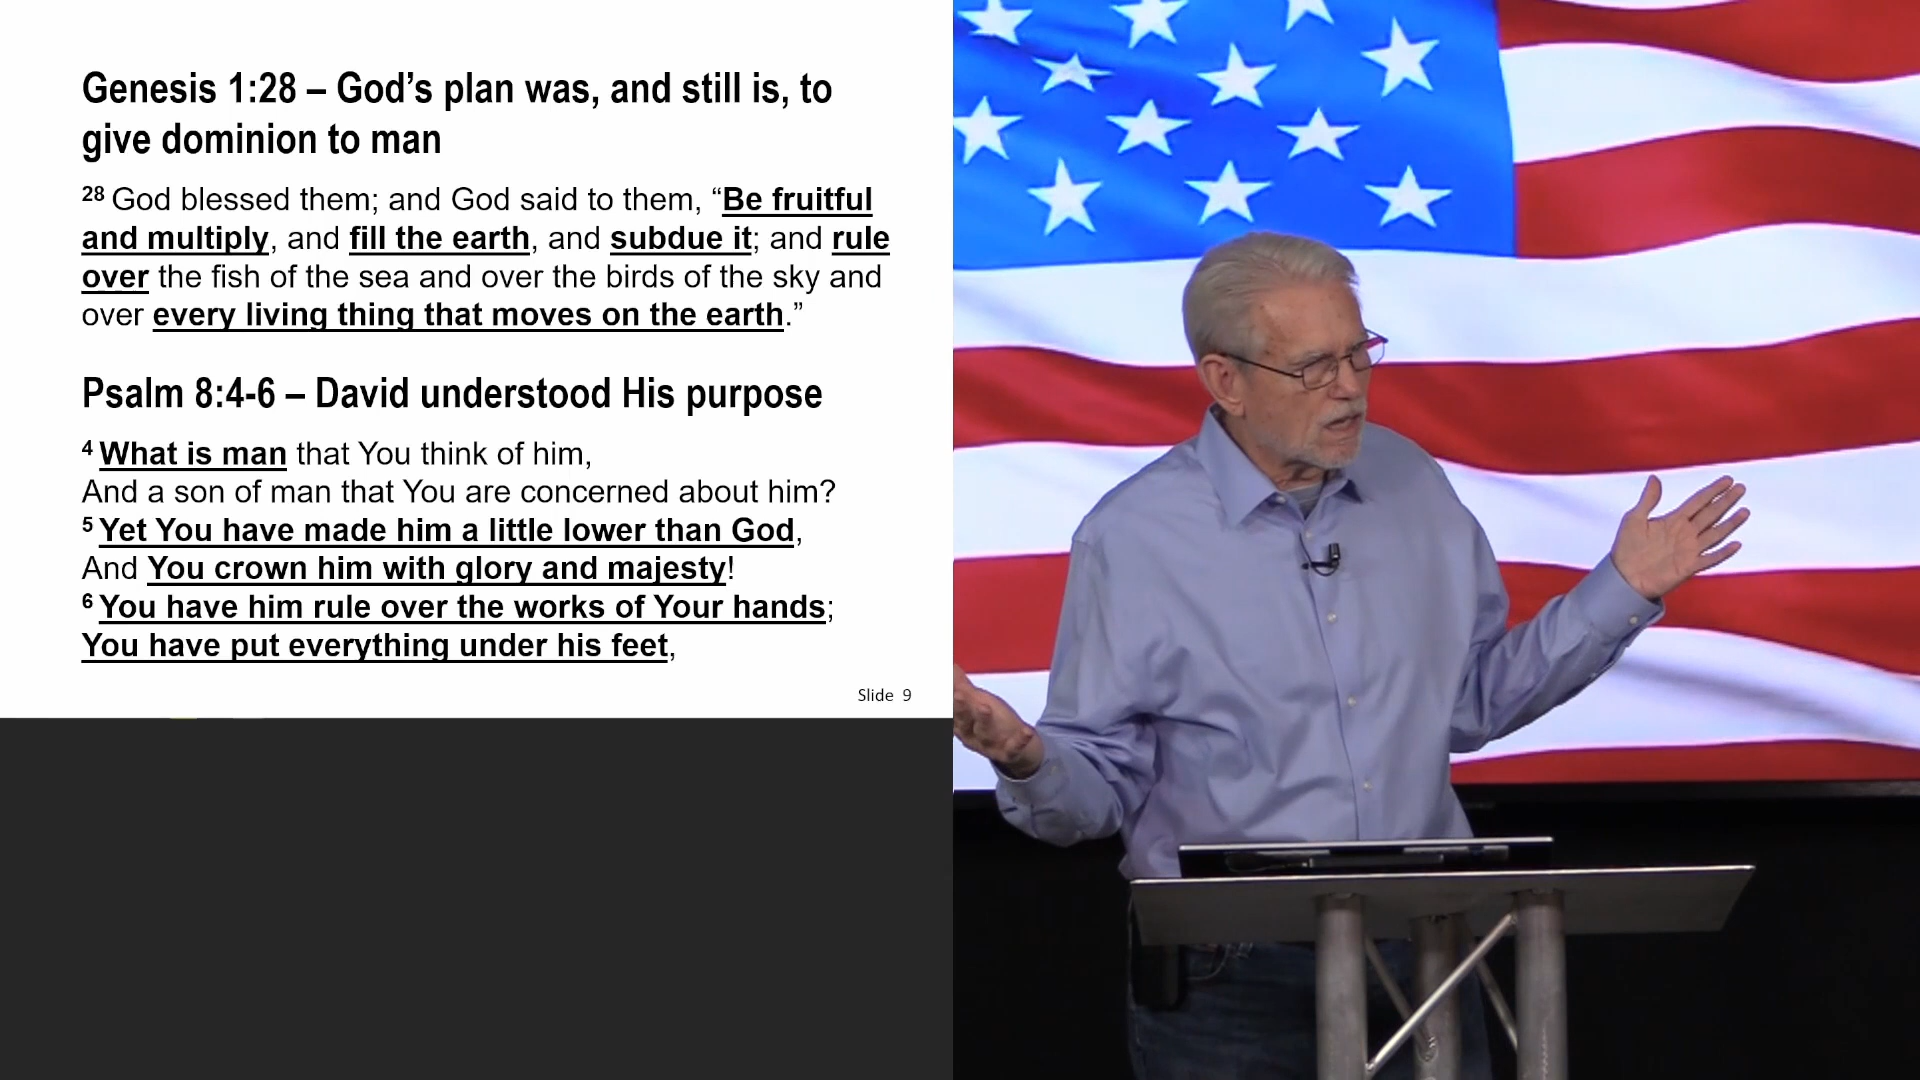 Genesis 1:28 – God’s plan was, and still is, to
give dominion to man
28 God blessed them; and God said to them, “Be fruitful
and multiply, and fill the earth, and subdue it; and rule
over the fish of the sea and over the birds of the sky and
over every living thing that moves on the earth.”
Psalm 8:4-6 – David understood His purpose
4 What is man that You think of him,
And a son of man that You are concerned about him?
5 Yet You have made him a little lower than God,
And You crown him with glory and majesty!
6 You have him rule over the works of Your hands;
You have put everything under his feet,
Slide 9